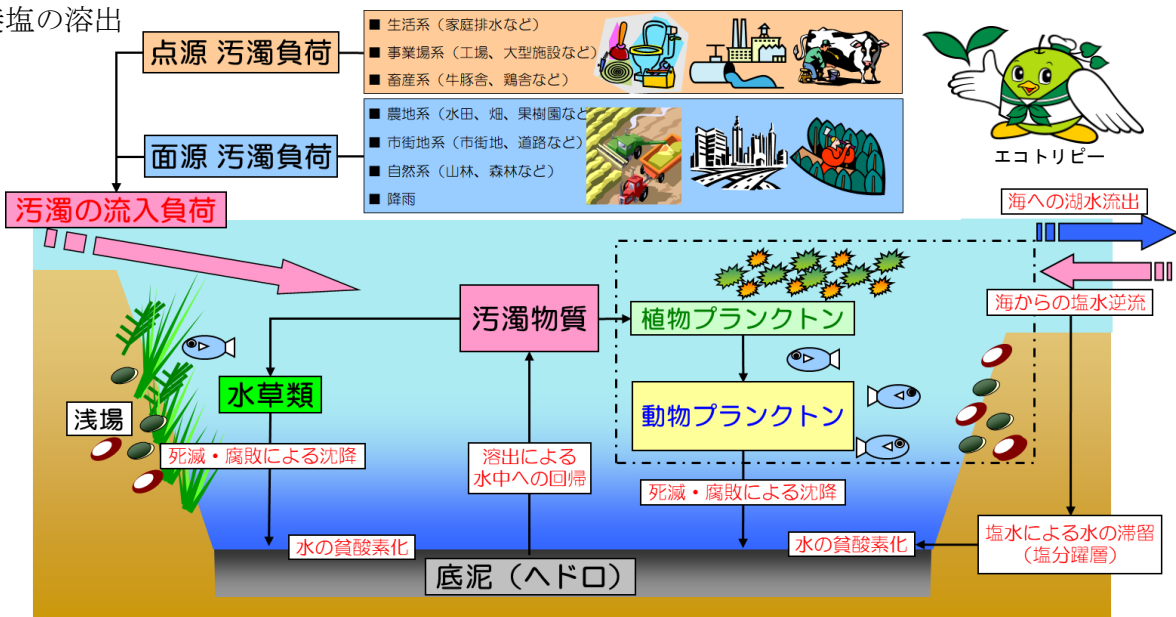 塩の溶出
点源 汚濁負荷
■ 生活系（家庭排水など）
■ 事業場系（工場、大型施設など）
■ 畜産系（牛豚舎、鶏舎など）
面源 汚濁負荷
■ 農地系（水田、畑、果樹園など
■ 市街地系（市街地、道路など）
■ 自然系（山林、森林など）
■ 降雨
エコトリピー
汚濁の流入負荷
海への湖水流出
海からの塩水逆流
汚濁物質
植物プランクトン
水草類
動物プランクトン
浅場
死滅・腐敗による沈降
溶出による
水中への回帰
死滅・腐敗による沈降
水の貧酸素化
水の貧酸素化
塩水による水の滞留
（塩分躍層）
底泥（ヘドロ）